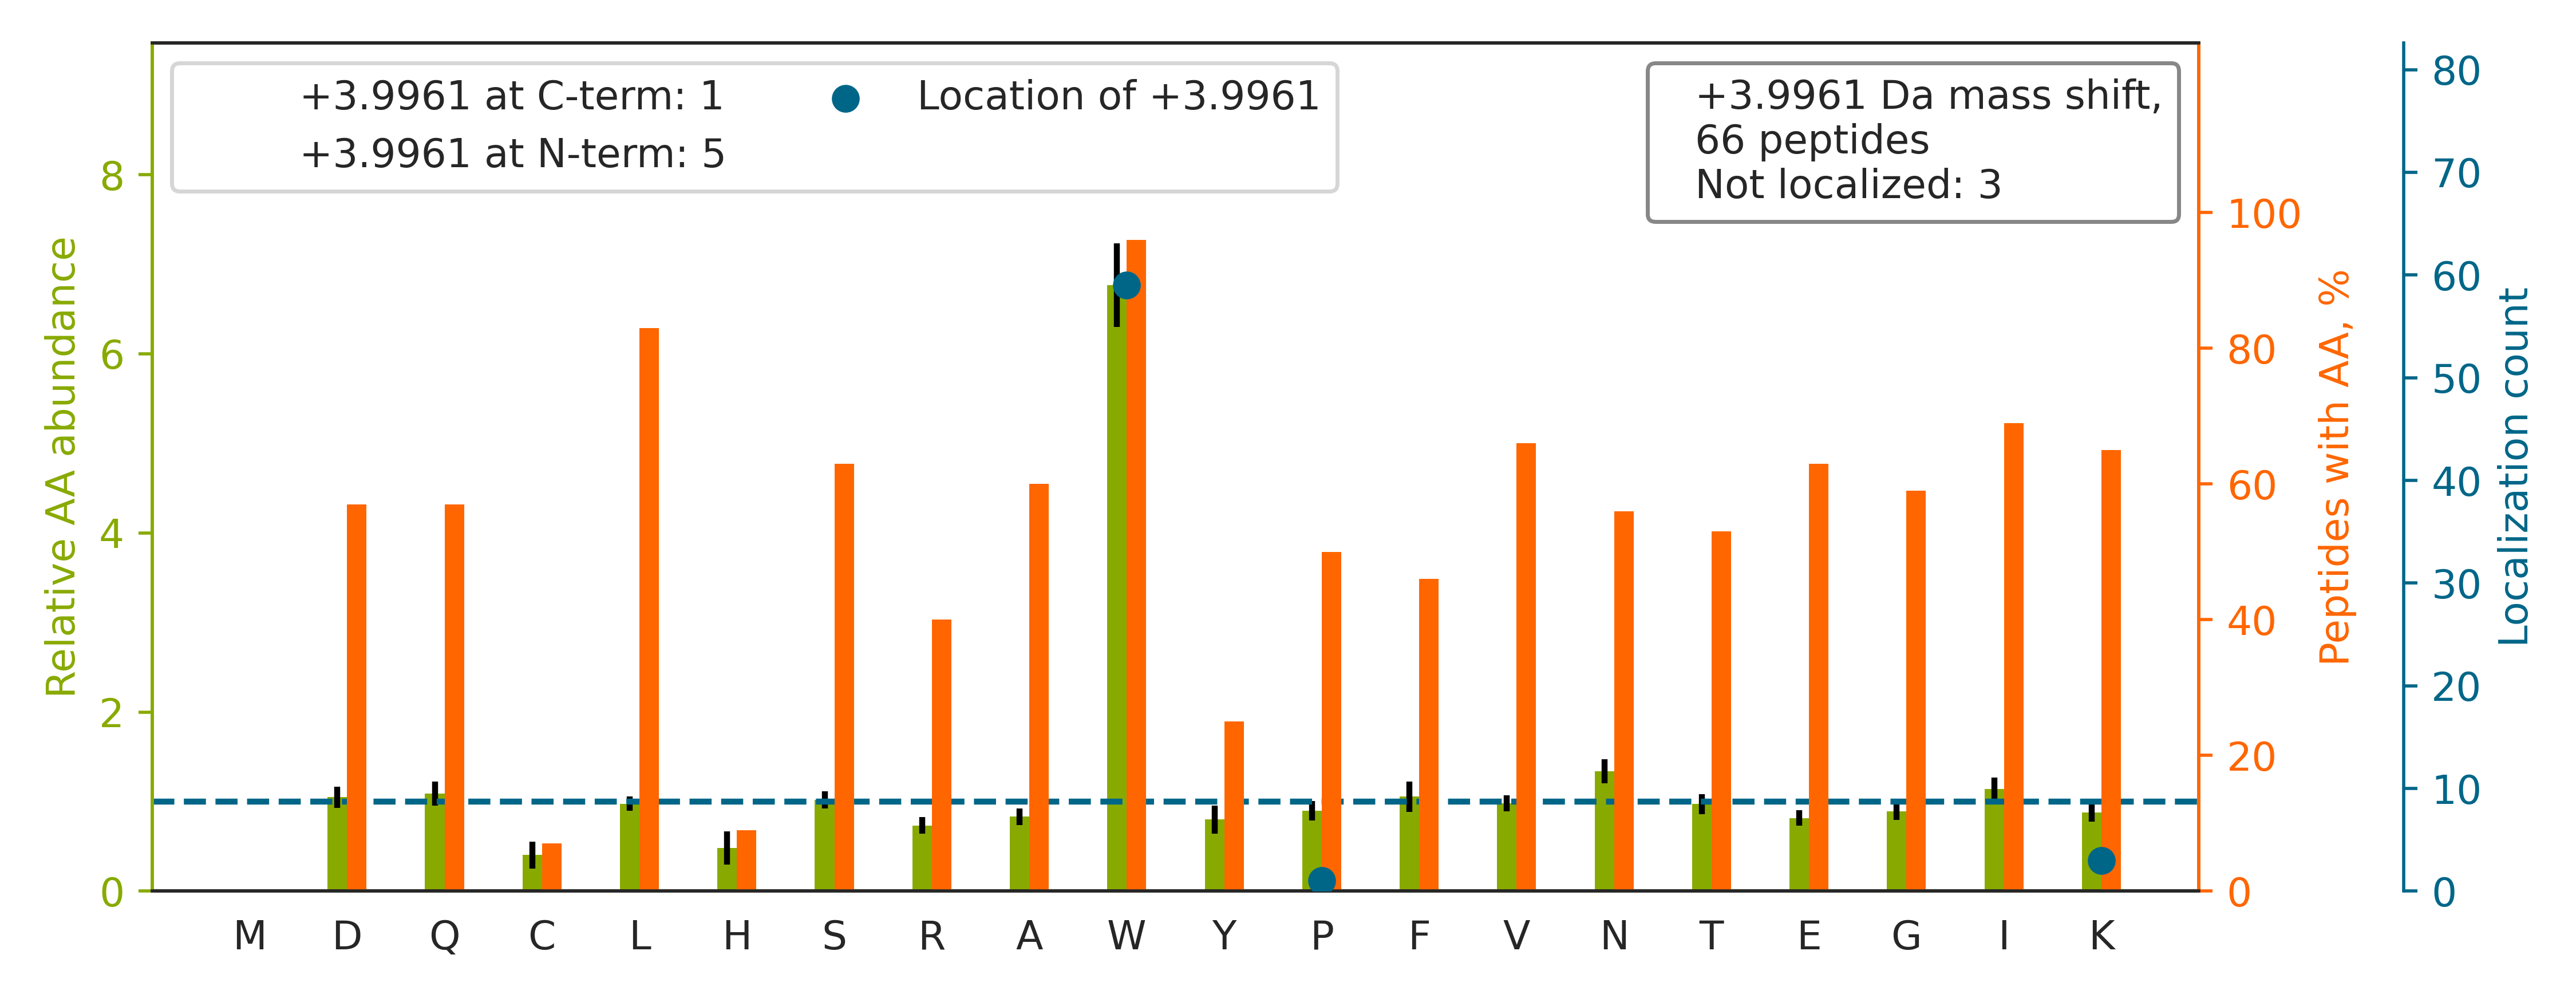 +3.9961 at C-term: 1
+3.9961 at N-term: 5
Location of +3.9961
+3.9961 Da mass shift,
66 peptides
Not localized: 3
Relative AA abundance
8
6
4
2
0
Peptides with AA, %
100
80
60
40
20
0
Localization count
80
70
60
50
40
30
20
10
0
M D Q C L H S R A W Y P F V N T E G I K